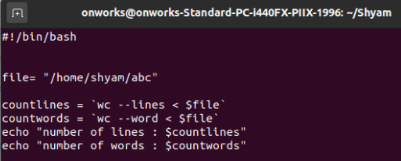 onworks@onworks-Standard-PC-i440FX-PIIX-1996: ~/Shyam
#!/bin/bash
file= "/home/shyam/abc"
countlines = `wc --lines < $file`
countwords = `wc --word < $file`
echo "number of lines : $countlines"
echo "number of words : $countwords"